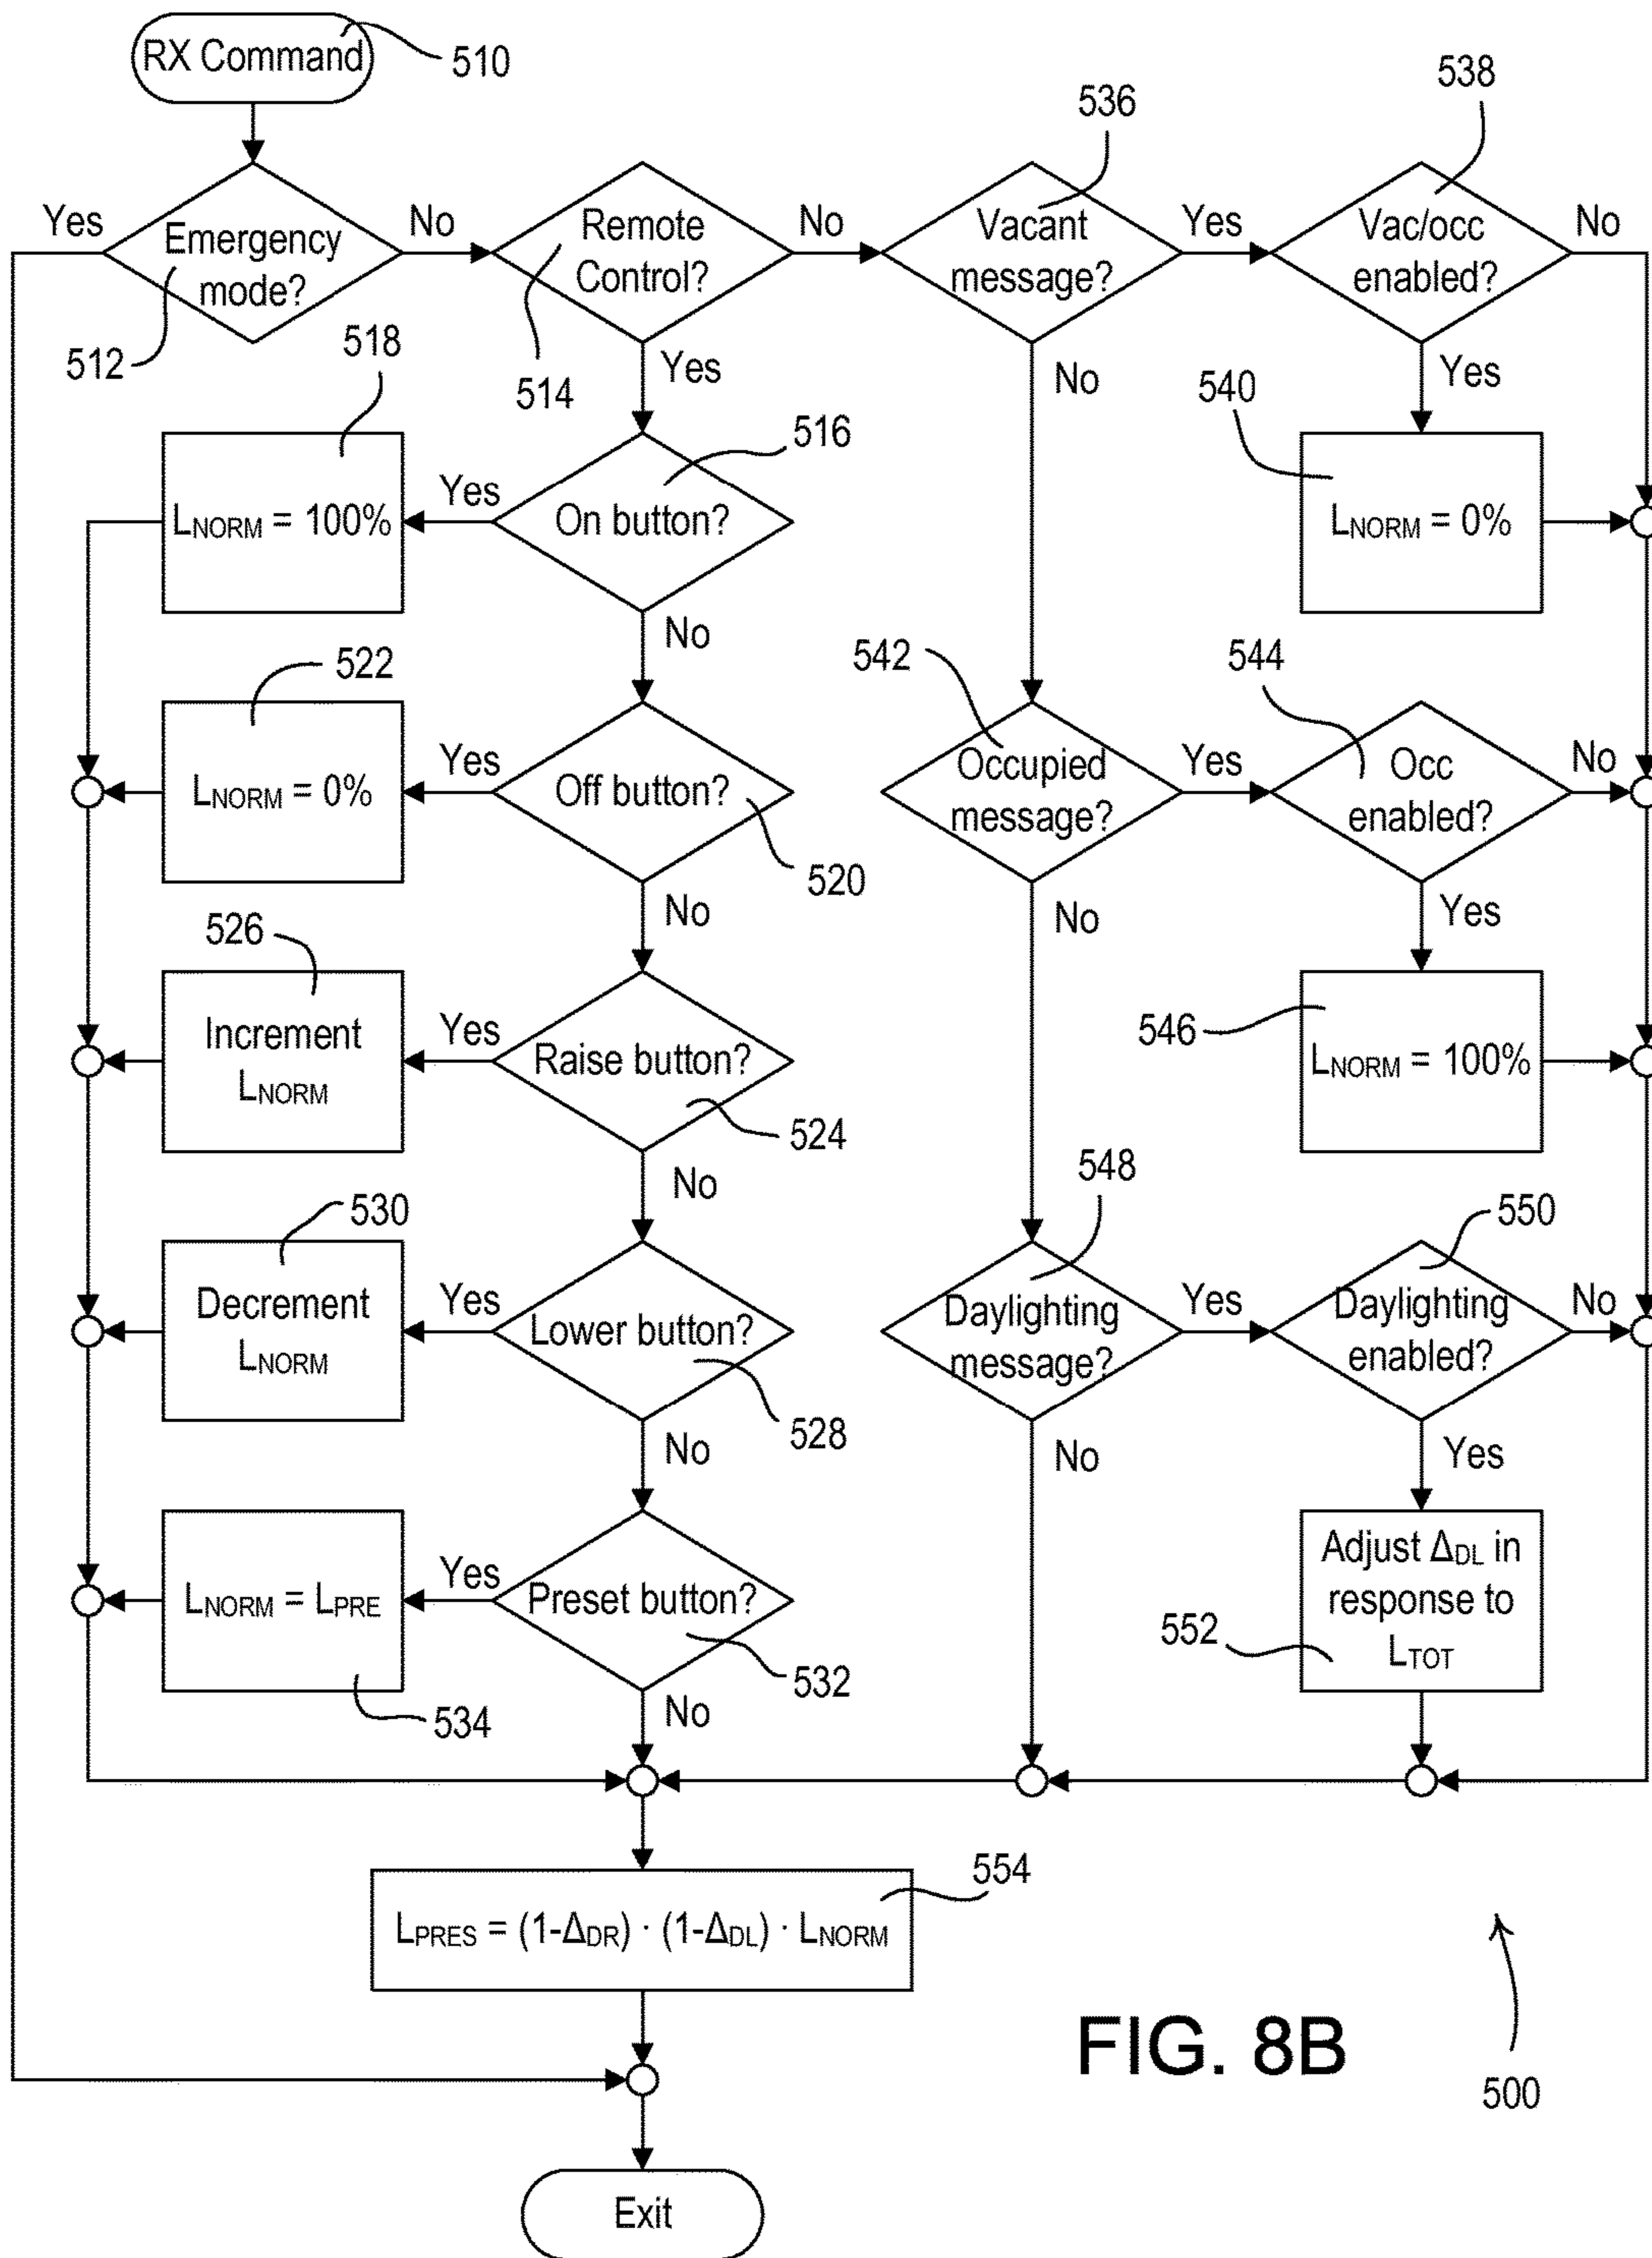 RX Command
510
538
536
Yes
Emergency
mode?
No
Remote
Control?
No
Vacant
message?
Yes
Vac/occ
enabled?
No
512
518
514
Yes
No
540
Yes
516
LNORM = 100%
Yes
On button?
LNORM = 0%
No
522
542
544
LNORM = 0%
Yes
Off button?
Occupied
message?
Yes
Occ
enabled?
No
520
No
No
Yes
526
Increment
LNORM
Yes
Raise button?
546
LNORM = 100%
524
No
548
530
550
Decrement
LNORM
Yes
Lower button?
Daylighting
message?
Yes
Daylighting
enabled?
No
528
No
No
Yes
LNORM = LPRE
Yes
Preset button?
Adjust ΔDL in
response to
LTOT
552
532
534
No
554
LPRES = (1-ΔDR) · (1-ΔDL) · LNORM
FIG. 8B
500
Exit